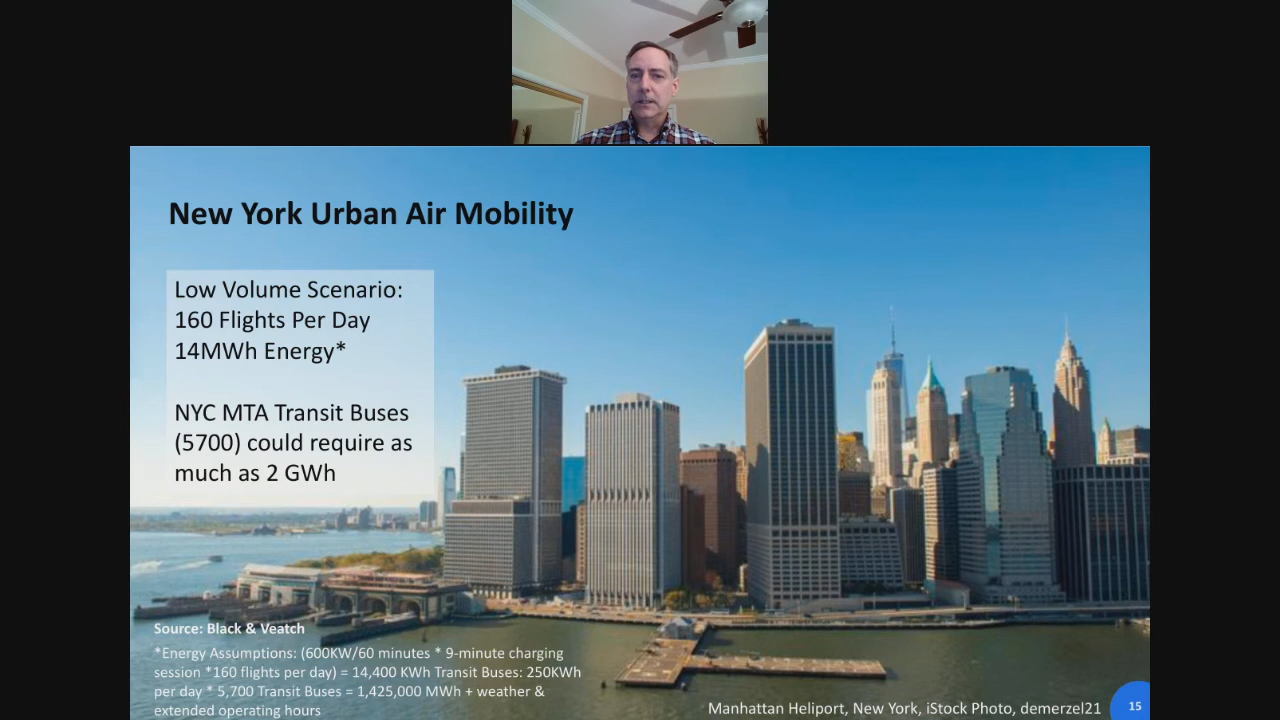 New York Urban Air Mobility
Low Volume Scenario:
160 Flights Per Day
14MWh Energy*
NYC MTA Transit Buses
(5700) could require as
much as 2 GWh
Source: Black & Veatch
*Energy Assumptions: (600KW/60 minutes * 9-minute charging
session *160 flights per day) = 14,400 KWh Transit Buses: 250KWh
per day * 5,700 Transit Buses = 1,425,000 MWh + weather &
extended operating hours
Manhattan Heliport, New York, iStock Photo, demerzel21
15